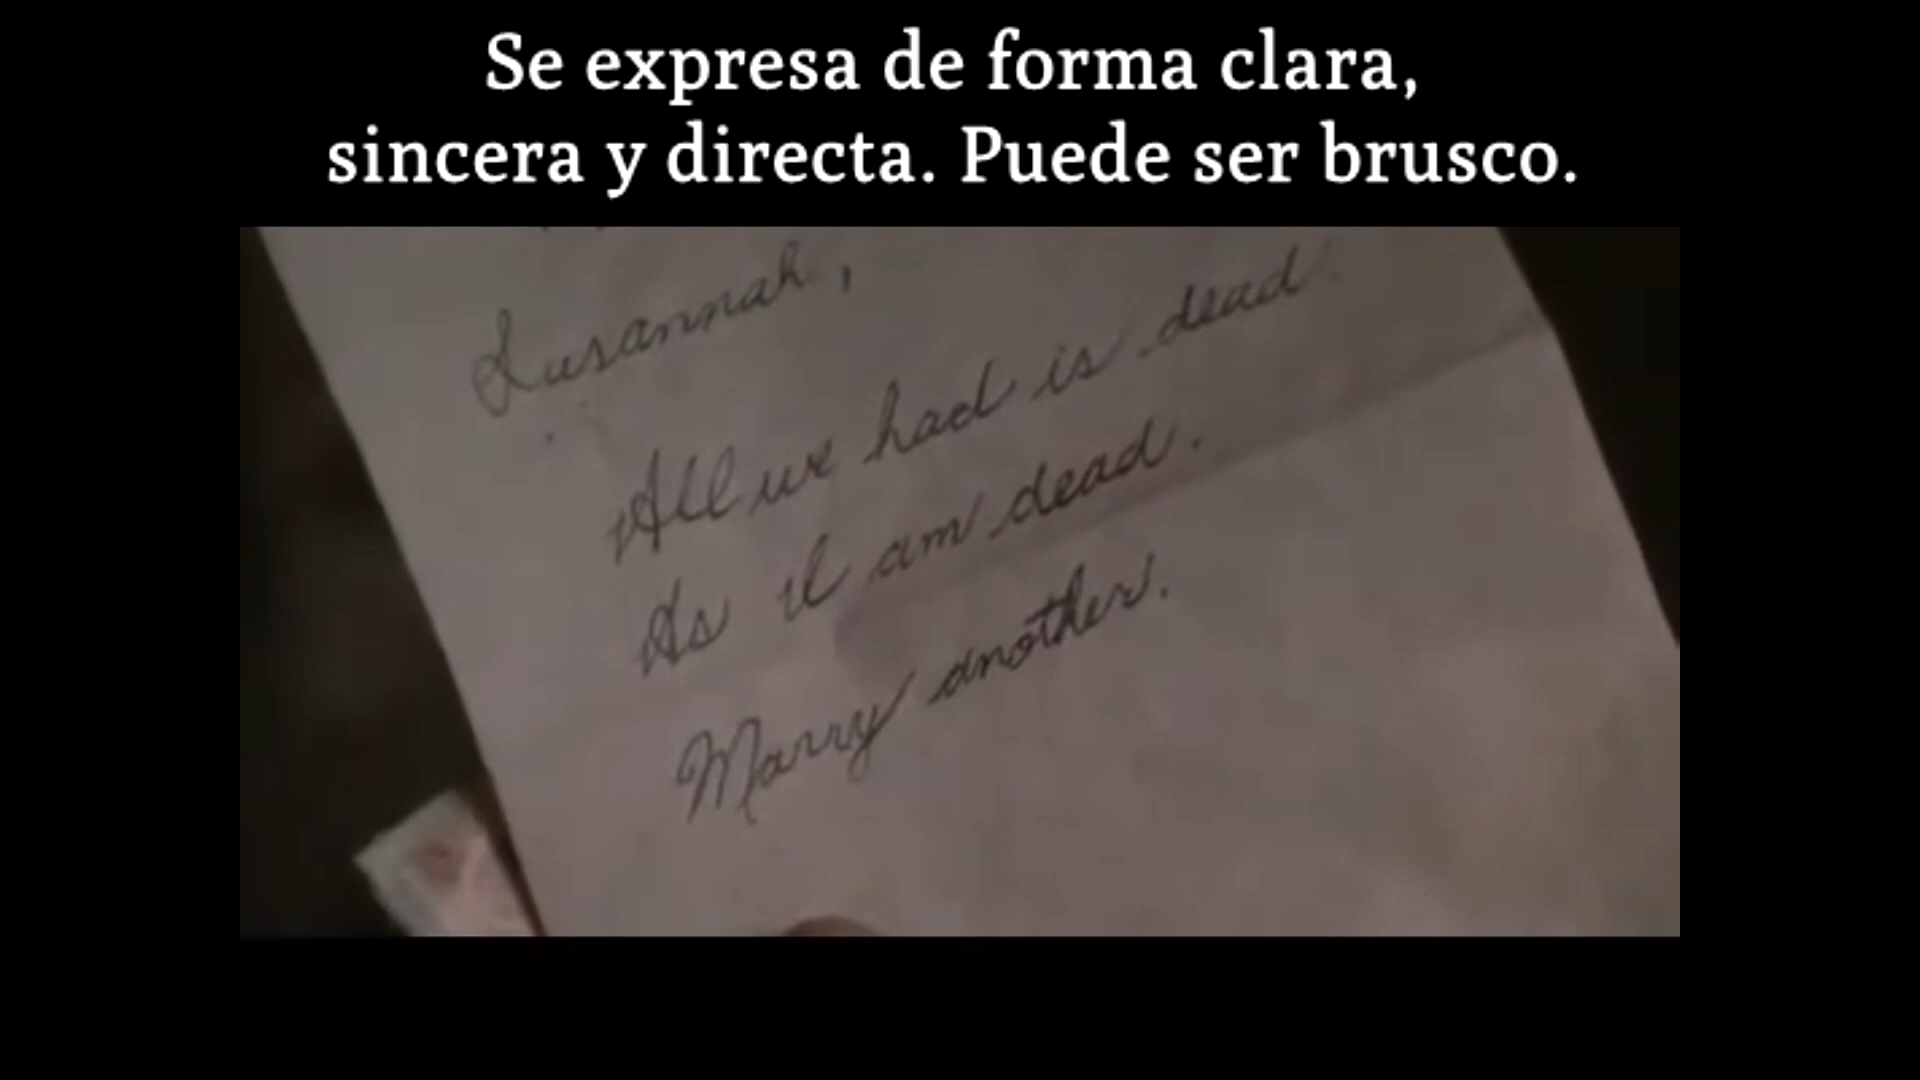 Se expresa de forma clara,
sincera y directa. Puede ser brusco.
Susannah,
All we had is dead.
As I am dead.
Marry another.